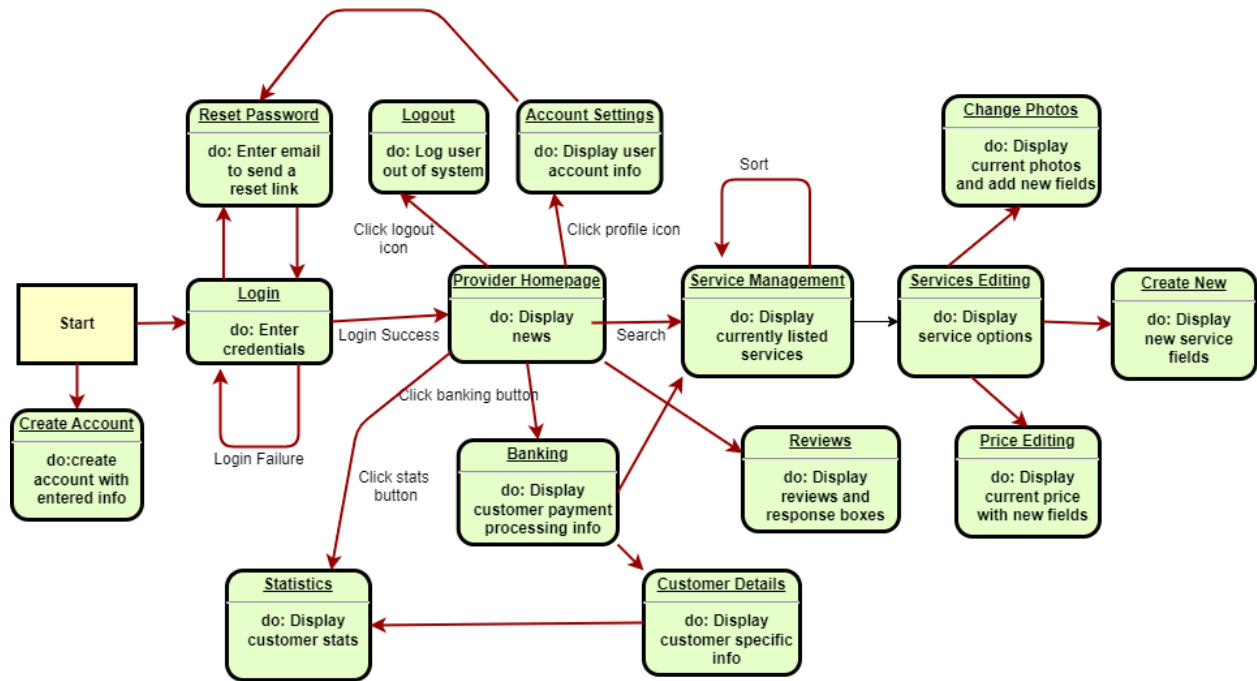 Reset Password
do: Enter email
to send a
reset link
Logout
do: Log user
out of system
Account Settings
do: Display user
account info
Change Photos
do: Display
current photos
and add new fields
Sort
Click logout
icon
Click profile icon
Start
Login
do: Enter
credentials
Login Success
Provider Homepage
do: Display
news
Search
Service Management
do: Display
currently listed
services
Services Editing
do: Display
service options
Create New
do: Display
new service
fields
Create Account
do:create
account with
entered info
Login Failure
Click banking button
Click stats
button
Banking
do: Display
customer payment
processing info
Reviews
do: Display
reviews and
response boxes
Price Editing
do: Display
current price
with new fields
Statistics
do: Display
customer stats
Customer Details
do: Display
customer specific
info